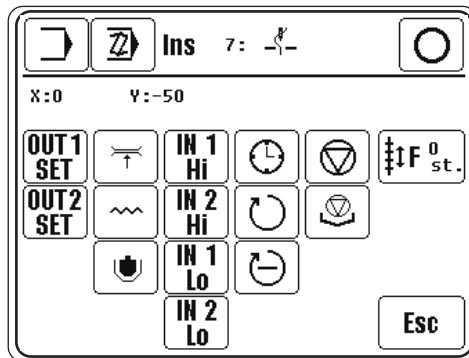 Ins 7:
X:0 Y:-50
OUT1 SET
IN 1 Hi
F 0 st.
OUT2 SET
IN 2 Hi
IN 1 Lo
IN 2 Lo
Esc